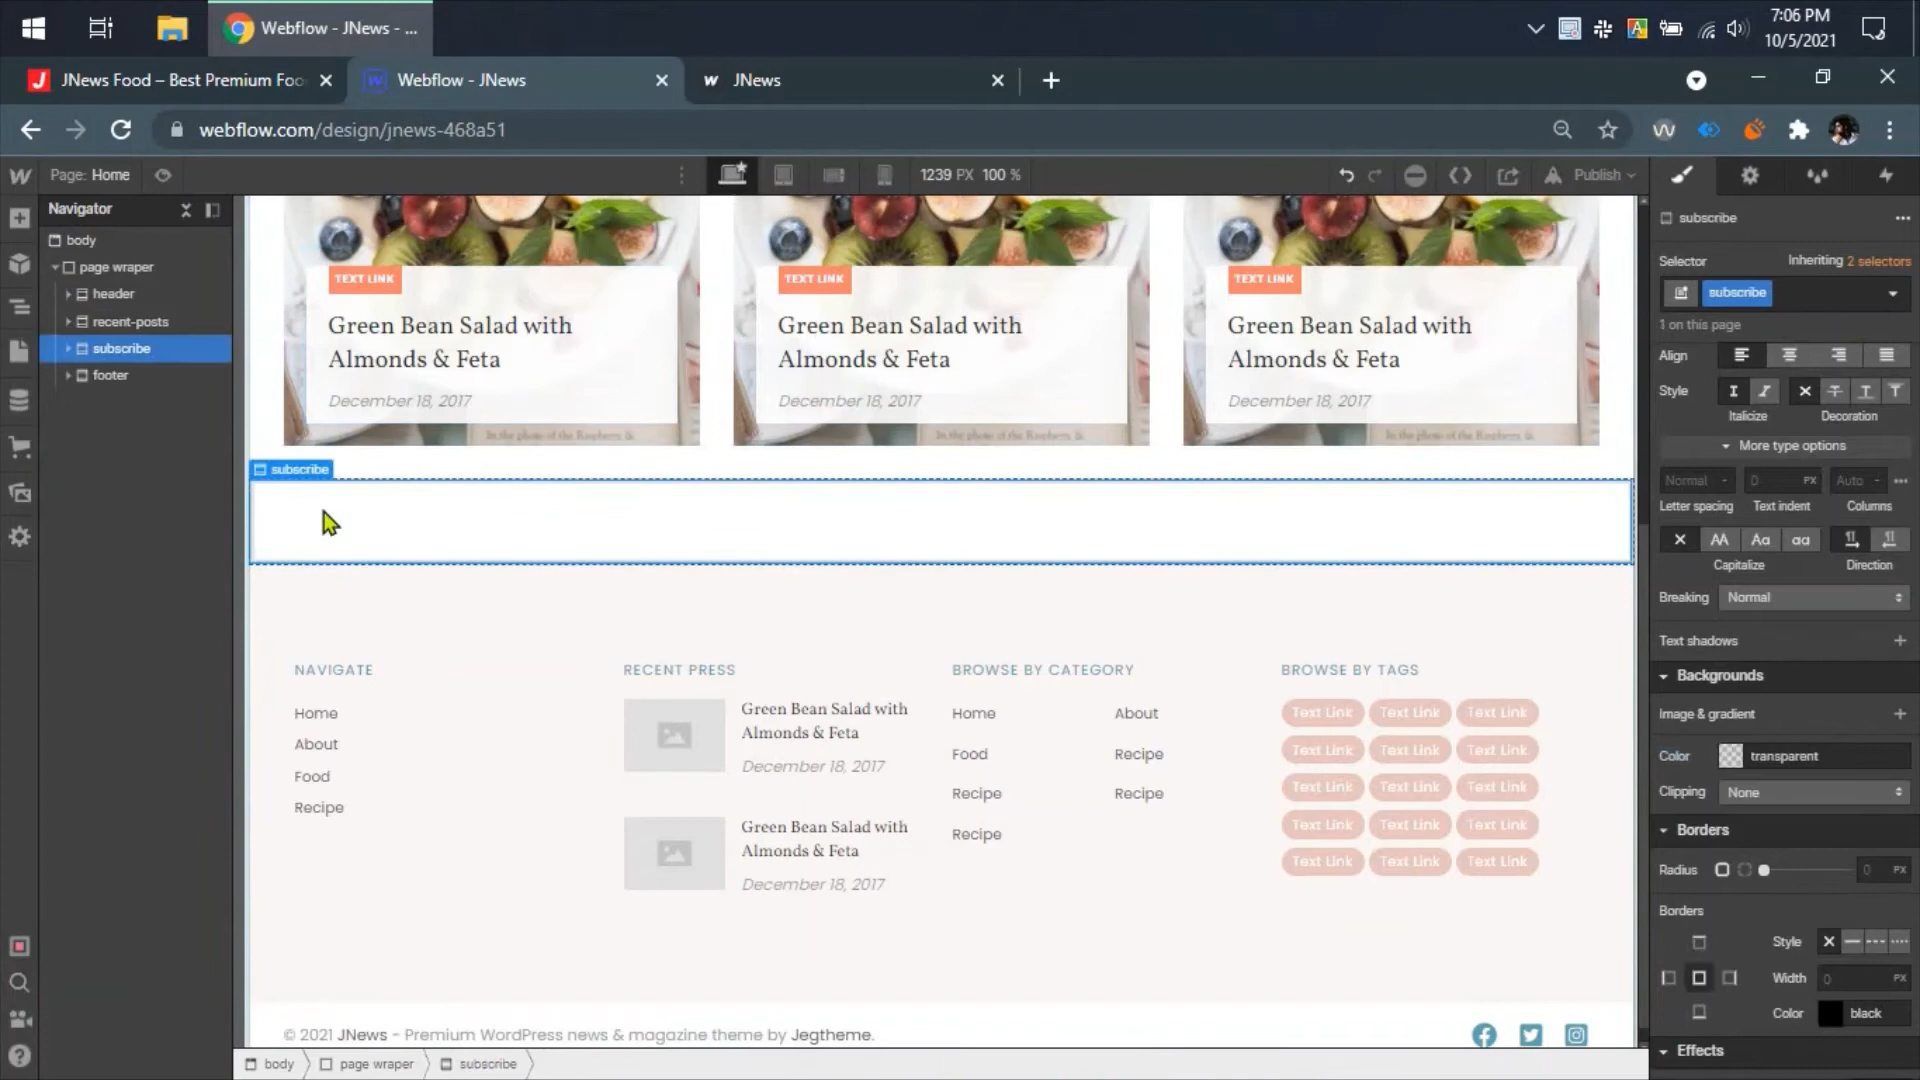 Webflow - JNews - ...
7:06 PM
10/5/2021
JNews Food – Best Premium Foo
Webflow - JNews
JNews
webflow.com/design/jnews-468a51
Page: Home
1239 PX 100 %
Publish
Navigator
body
page wraper
header
recent-posts
subscribe
footer
TEXT LINK
Green Bean Salad with
Almonds & Feta
December 18, 2017
TEXT LINK
Green Bean Salad with
Almonds & Feta
December 18, 2017
TEXT LINK
Green Bean Salad with
Almonds & Feta
December 18, 2017
subscribe
NAVIGATE
Home
About
Food
Recipe
RECENT PRESS
Green Bean Salad with
Almonds & Feta
December 18, 2017
Green Bean Salad with
Almonds & Feta
December 18, 2017
BROWSE BY CATEGORY
Home About
Food Recipe
Recipe Recipe
Recipe
BROWSE BY TAGS
Text Link Text Link Text Link
Text Link Text Link Text Link
Text Link Text Link Text Link
Text Link Text Link Text Link
Text Link Text Link Text Link
© 2021 JNews - Premium WordPress news & magazine theme by Jegtheme.
body page wraper subscribe
subscribe
Selector Inheriting 2 selectors
subscribe
1 on this page
Align
Style
Italicize Decoration
More type options
Normal 0 PX Auto
Letter spacing Text indent Columns
AA Aa aa
Capitalize Direction
Breaking Normal
Text shadows
Backgrounds
Image & gradient
Color transparent
Clipping None
Borders
Radius 0 PX
Borders
Style
Width 0 PX
Color black
Effects